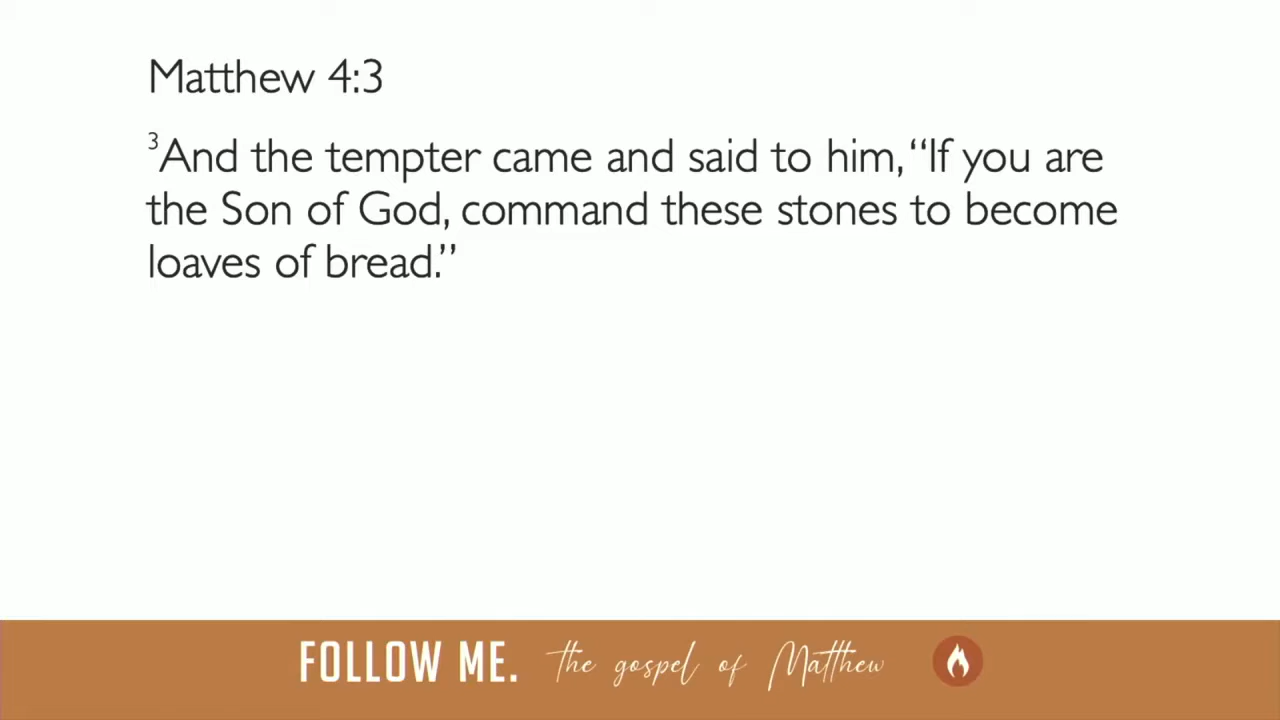 Matthew 4:3
³And the tempter came and said to him, “If you are
the Son of God, command these stones to become
loaves of bread.”
FOLLOW ME. the gospel of Matthew